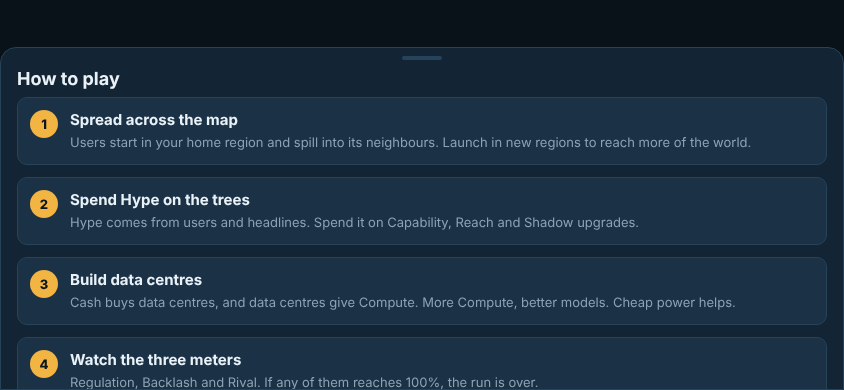 How to play
1
Spread across the map
Users start in your home region and spill into its neighbours. Launch in new regions to reach more of the world.
2
Spend Hype on the trees
Hype comes from users and headlines. Spend it on Capability, Reach and Shadow upgrades.
3
Build data centres
Cash buys data centres, and data centres give Compute. More Compute, better models. Cheap power helps.
4
Watch the three meters
Regulation, Backlash and Rival. If any of them reaches 100%, the run is over.